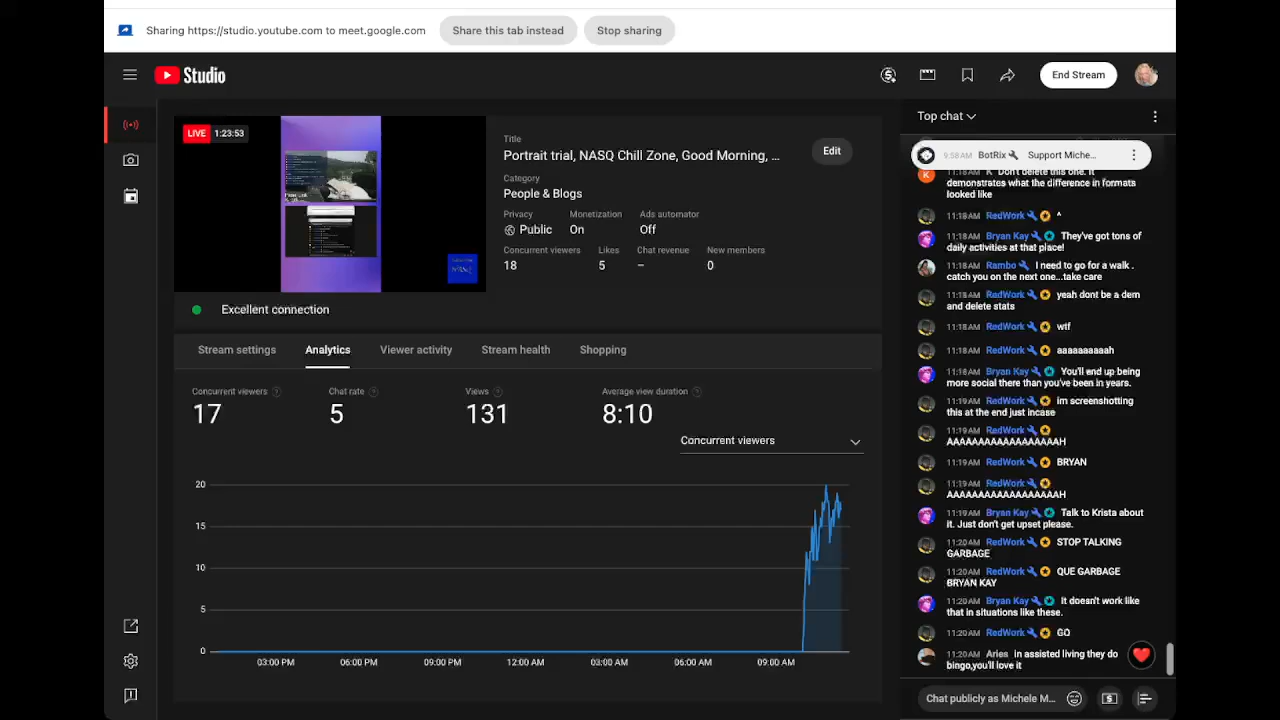 Sharing https://studio.youtube.com to meet.google.com
Share this tab instead
Stop sharing
Studio
End Stream
LIVE 1:23:53
Title
Portrait trial, NASQ Chill Zone, Good Morning, ...
Edit
Category
People & Blogs
Privacy
Monetization
Ads automator
Public
On
Off
Concurrent viewers
Likes
Chat revenue
New members
18
5
–
0
Excellent connection
Stream settings
Analytics
Viewer activity
Stream health
Shopping
Concurrent viewers
Chat rate
Views
Average view duration
17
5
131
8:10
Concurrent viewers
20
15
10
5
0
03:00 PM
06:00 PM
09:00 PM
12:00 AM
03:00 AM
06:00 AM
09:00 AM
Top chat
9:58 AM BotRix Support Miche...
11:18 AM K Don't delete this one. It
demonstrates what the difference in formats
looked like
11:18 AM RedWork ^
11:18 AM Bryan Kay They've got tons of
daily activities at that place!
11:18 AM Rambo I need to go for a walk .
catch you on the next one...take care
11:18 AM RedWork yeah dont be a dem
and delete stats
11:18 AM RedWork wtf
11:18 AM RedWork aaaaaaaaaah
11:18 AM Bryan Kay You'll end up being
more social there than you've been in years.
11:19 AM RedWork im screenshotting
this at the end just incase
11:19 AM RedWork
AAAAAAAAAAAAAAAAAH
11:19 AM RedWork BRYAN
11:19 AM RedWork
AAAAAAAAAAAAAAAAAH
11:19 AM Bryan Kay Talk to Krista about
it. Just don't get upset please.
11:20 AM RedWork STOP TALKING
GARBAGE
11:20 AM RedWork QUE GARBAGE
BRYAN KAY
11:20 AM Bryan Kay It doesn't work like
that in situations like these.
11:20 AM RedWork GO
11:20 AM Aries in assisted living they do
bingo,you'll love it
Chat publicly as Michele M...